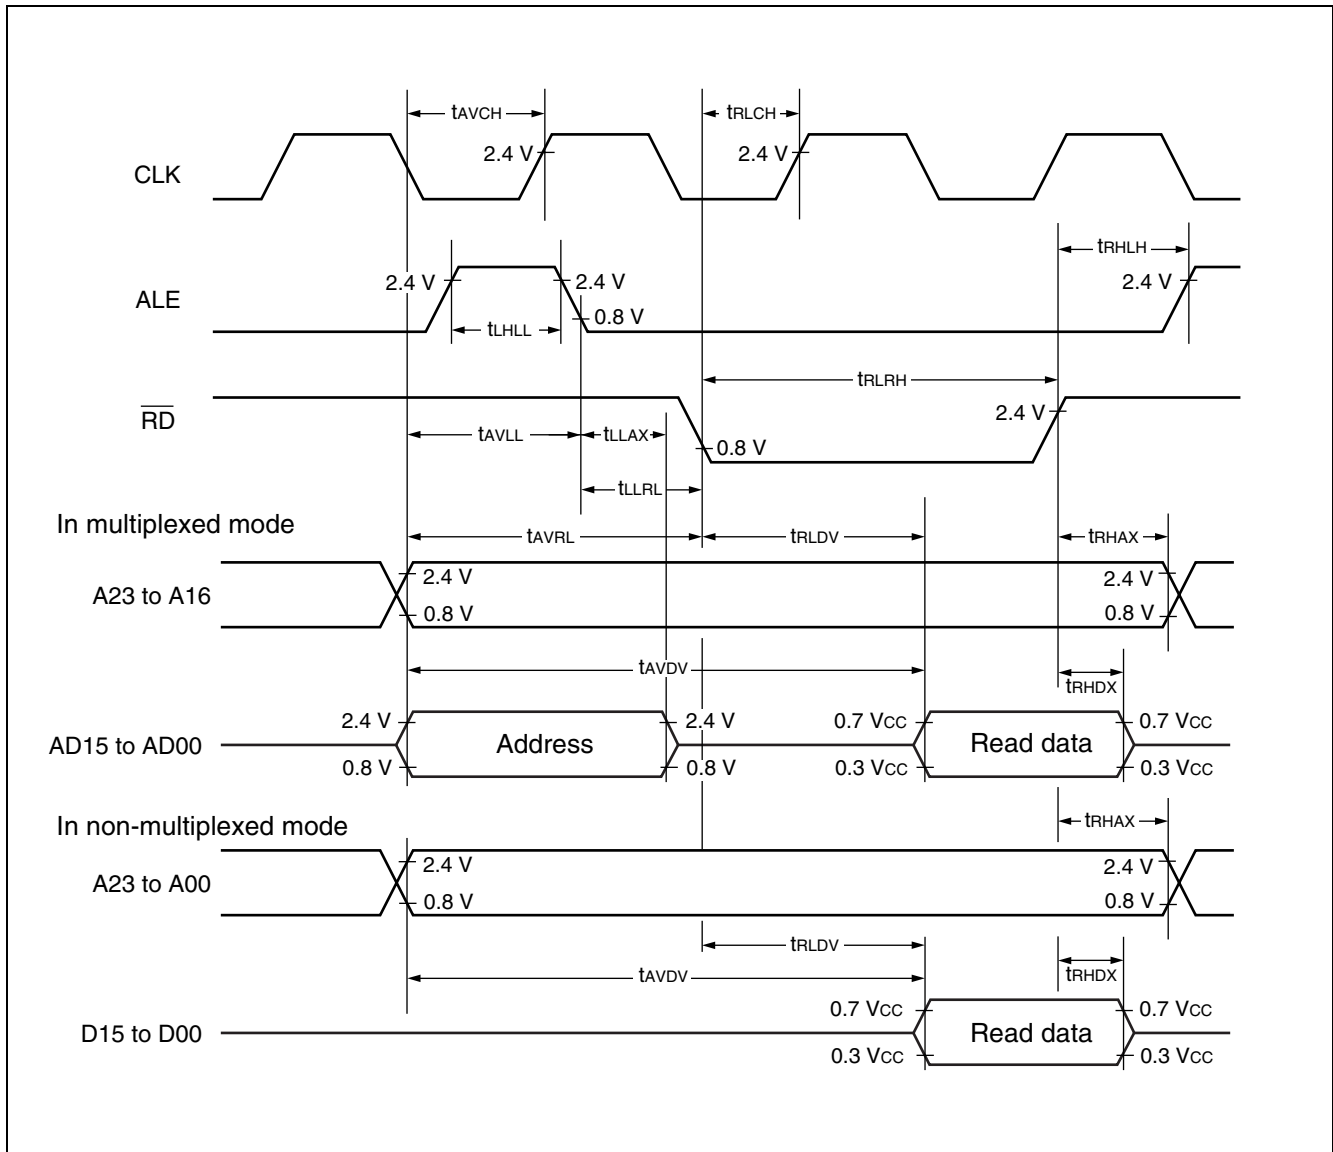 tAVCH
tRLCH
CLK
2.4 V
2.4 V
tRHLH
ALE
2.4 V
2.4 V
2.4 V
0.8 V
tLHLL
tRLRH
RD
2.4 V
tAVLL
tLLAX
0.8 V
tLLRL
In multiplexed mode
tAVRL
tRLDV
tRHAX
A23 to A16
2.4 V
2.4 V
0.8 V
0.8 V
tAVDV
tRHDX
AD15 to AD00
2.4 V
Address
2.4 V
0.7 VCC
Read data
0.7 VCC
0.8 V
0.8 V
0.3 VCC
0.3 VCC
In non-multiplexed mode
tRHAX
A23 to A00
2.4 V
2.4 V
0.8 V
0.8 V
tRLDV
tAVDV
tRHDX
D15 to D00
0.7 VCC
Read data
0.7 VCC
0.3 VCC
0.3 VCC